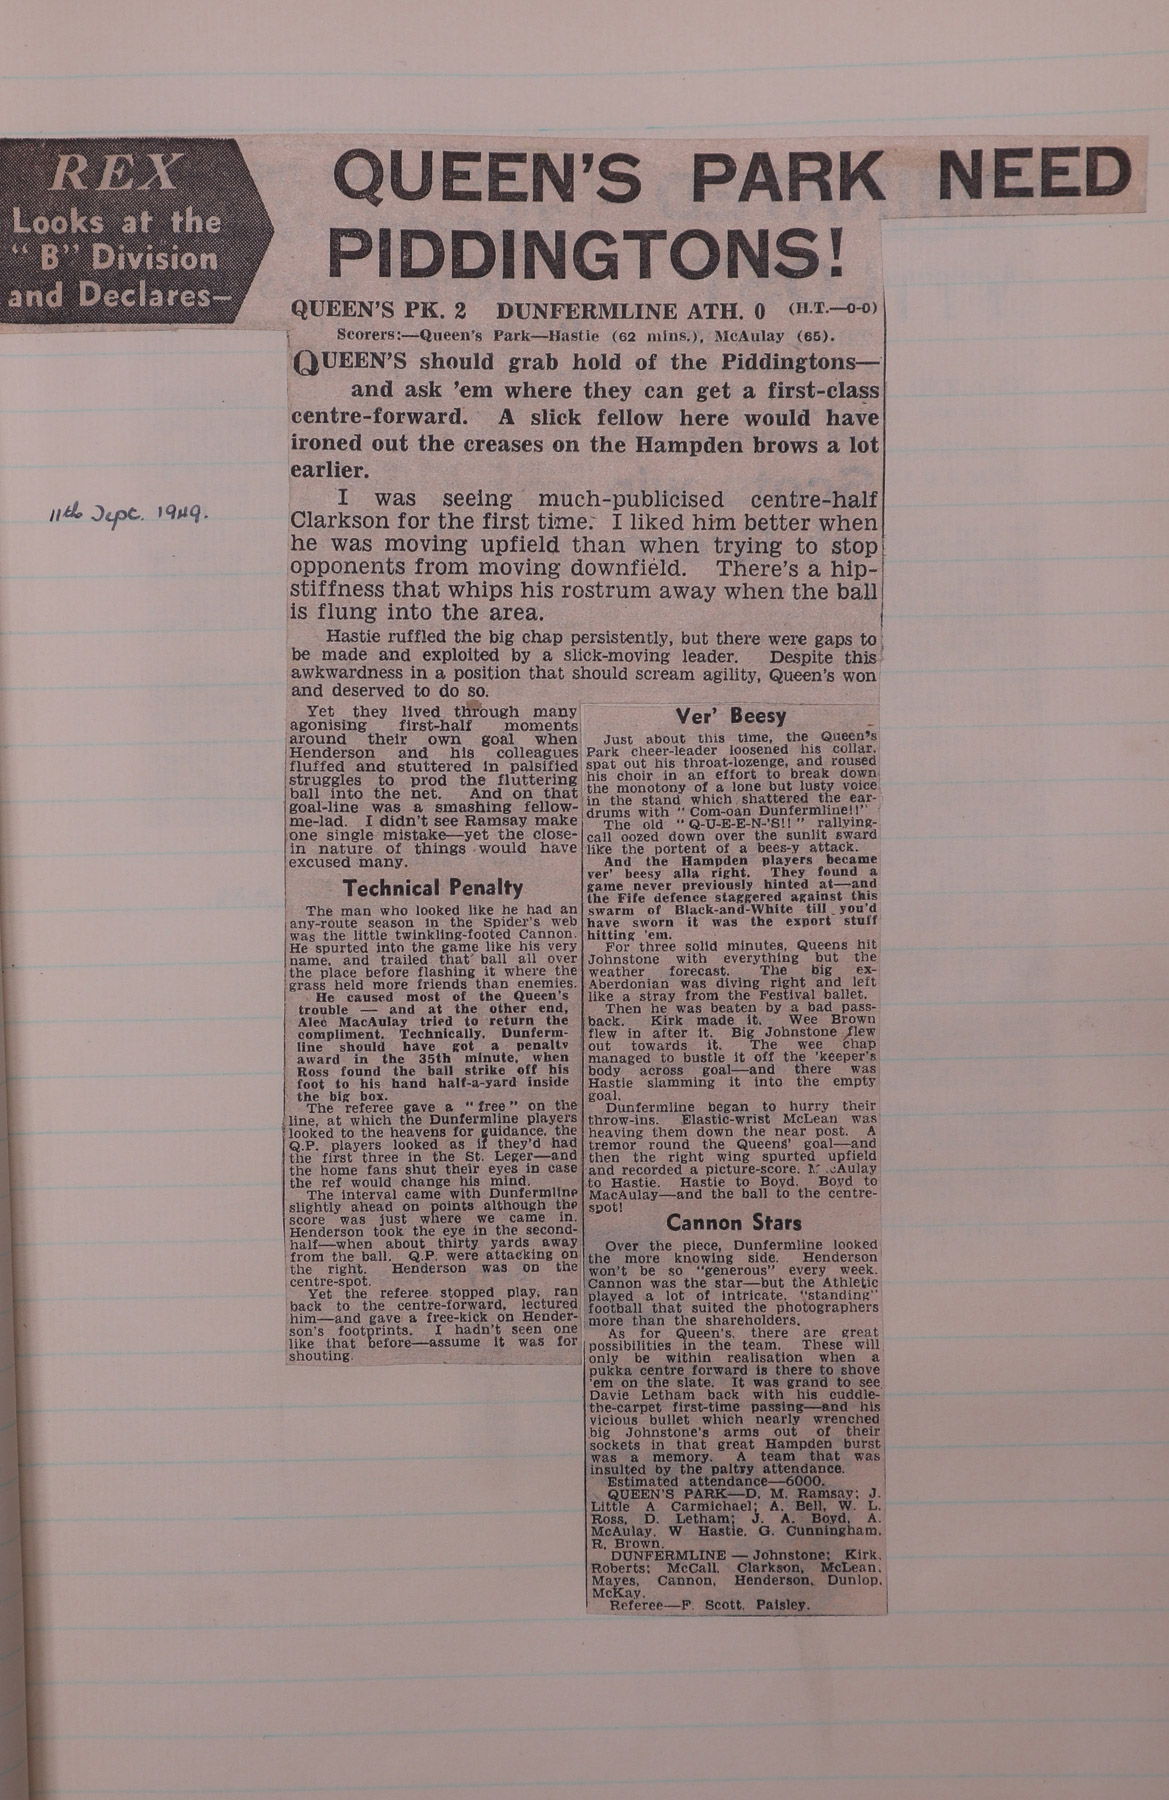 REX
Looks at the
"B" Division
and Declares—
QUEEN'S PARK NEED
PIDDINGTONS!
QUEEN'S PK. 2 DUNFERMLINE ATH. 0 (H.T.—0-0)
Scorers:—Queen's Park—Hastie (62 mins.), McAulay (65).
QUEEN'S should grab hold of the Piddingtons—
and ask 'em where they can get a first-class
centre-forward. A slick fellow here would have
ironed out the creases on the Hampden brows a lot
earlier.
11th Sept. 1949.
I was seeing much-publicised centre-half
Clarkson for the first time. I liked him better when
he was moving upfield than when trying to stop
opponents from moving downfield. There's a hip-
stiffness that whips his rostrum away when the ball
is flung into the area.
Hastie ruffled the big chap persistently, but there were gaps to
be made and exploited by a slick-moving leader. Despite this
awkwardness in a position that should scream agility, Queen's won
and deserved to do so.
Yet they lived through many
agonising first-half moments
around their own goal when
Henderson and his colleagues
fluffed and stuttered in palsified
struggles to prod the fluttering
ball into the net. And on that
goal-line was a smashing fellow-
me-lad. I didn't see Ramsay make
one single mistake—yet the close-
in nature of things would have
excused many.
Technical Penalty
The man who looked like he had an
any-route season in the Spider's web
was the little twinkling-footed Cannon.
He spurted into the game like his very
name, and trailed that ball all over
the place before flashing it where the
grass held more friends than enemies.
He caused most of the Queen's
trouble — and at the other end,
Alec MacAulay tried to return the
compliment. Technically, Dunferm-
line should have got a penalty
award in the 35th minute, when
Ross found the ball strike off his
foot to his hand half-a-yard inside
the big box.
The referee gave a "free" on the
line, at which the Dunfermline players
looked to the heavens for guidance, the
Q.P. players looked as if they'd had
the first three in the St. Leger—and
the home fans shut their eyes in case
the ref would change his mind.
The interval came with Dunfermline
slightly ahead on points although the
score was just where we came in.
Henderson took the eye in the second-
half—when about thirty yards away
from the ball. Q.P. were attacking on
the right. Henderson was on the
centre-spot.
Yet the referee stopped play, ran
back to the centre-forward, lectured
him—and gave a free-kick on Hender-
son's footprints. I hadn't seen one
like that before—assume it was for
shouting.
Ver' Beesy
Just about this time, the Queen's
Park cheer-leader loosened his collar,
spat out his throat-lozenge, and roused
his choir in an effort to break down
the monotony of a lone but lusty voice
in the stand which shattered the ear-
drums with "Com-oan Dunfermline!!"
The old "Q-U-E-E-N-'S!!" rallying-
call oozed down over the sunlit sward
like the portent of a bees-y attack.
And the Hampden players became
ver' beesy alla right. They found a
game never previously hinted at—and
the Fife defence staggered against this
swarm of Black-and-White till you'd
have sworn it was the export stuff
hitting 'em.
For three solid minutes, Queens hit
Johnstone with everything but the
weather forecast. The big ex-
Aberdonian was diving right and left
like a stray from the Festival ballet.
Then he was beaten by a bad pass-
back. Kirk made it. Wee Brown
flew in after it. Big Johnstone flew
out towards it. The wee chap
managed to bustle it off the 'keeper's
body across goal—and there was
Hastie slamming it into the empty
goal.
Dunfermline began to hurry their
throw-ins. Elastic-wrist McLean was
heaving them down the near post. A
tremor round the Queens' goal—and
then the right wing spurted upfield
and recorded a picture-score. M cAulay
to Hastie. Hastie to Boyd. Boyd to
MacAulay—and the ball to the centre-
spot!
Cannon Stars
Over the piece, Dunfermline looked
the more knowing side. Henderson
won't be so "generous" every week.
Cannon was the star—but the Athletic
played a lot of intricate, "standing"
football that suited the photographers
more than the shareholders.
As for Queen's, there are great
possibilities in the team. These will
only be within realisation when a
pukka centre forward is there to shove
'em on the slate. It was grand to see
Davie Letham back with his cuddle-
the-carpet first-time passing—and his
vicious bullet which nearly wrenched
big Johnstone's arms out of their
sockets in that great Hampden burst
was a memory. A team that was
insulted by the paltry attendance.
Estimated attendance—6000.
QUEEN'S PARK—D. M. Ramsay; J.
Little A Carmichael; A. Bell, W. L.
Ross, D. Letham; J. A. Boyd, A.
McAulay, W Hastie, G. Cunningham,
R. Brown.
DUNFERMLINE — Johnstone; Kirk,
Roberts; McCall, Clarkson, McLean;
Mayes, Cannon, Henderson, Dunlop,
McKay.
Referee—F. Scott, Paisley.